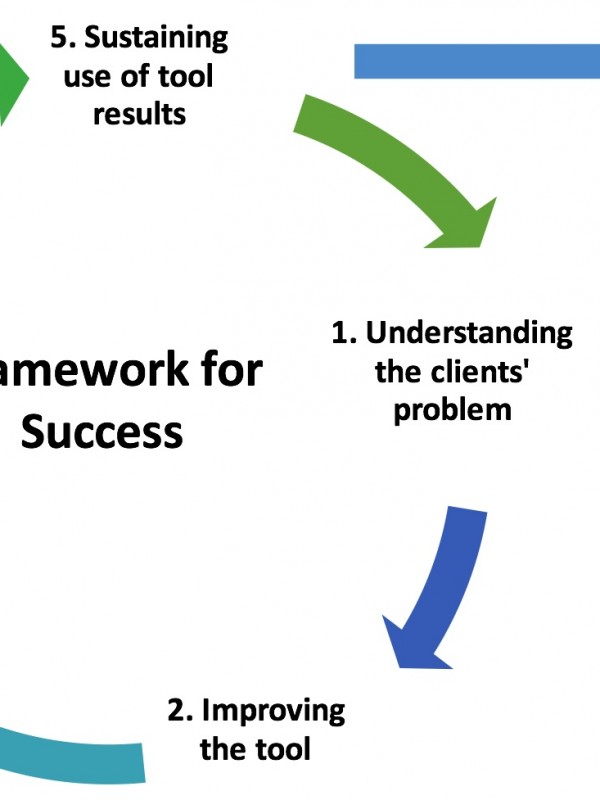 5. Sustaining
use of tool
results
1. Understanding
the clients'
problem
amework for
Success
2. Improving
the tool